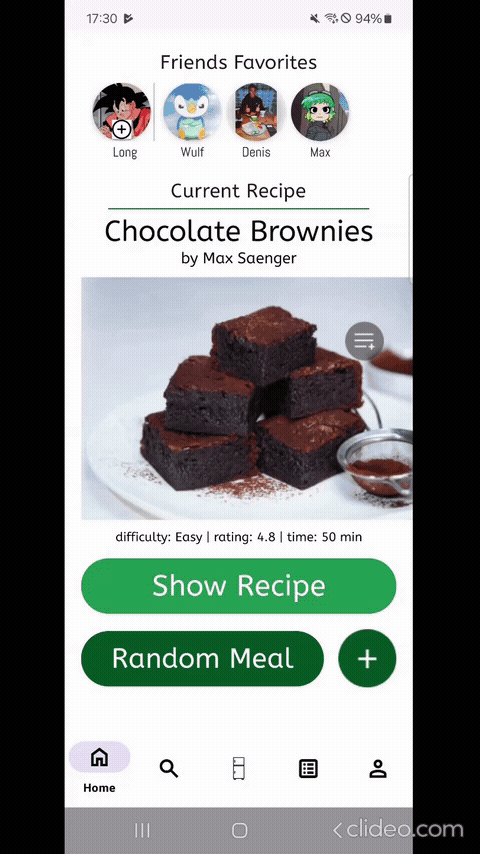 17:30
94%
Friends Favorites
Long Wulf Denis Max
Current Recipe
Chocolate Brownies
by Max Saenger
difficulty: Easy | rating: 4.8 | time: 50 min
Show Recipe
Random Meal +
Home
clideo.com